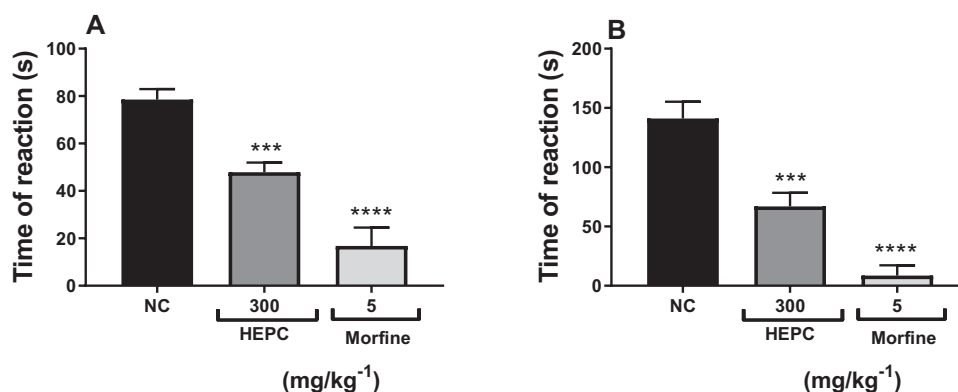 A
Time of reaction (s)
100
80
60
40
20
0
***
****
NC
300
5
HEPC
Morfine
(mg/kg-1)
B
Time of reaction (s)
200
150
100
50
0
***
****
NC
300
5
HEPC
Morfine
(mg/kg-1)